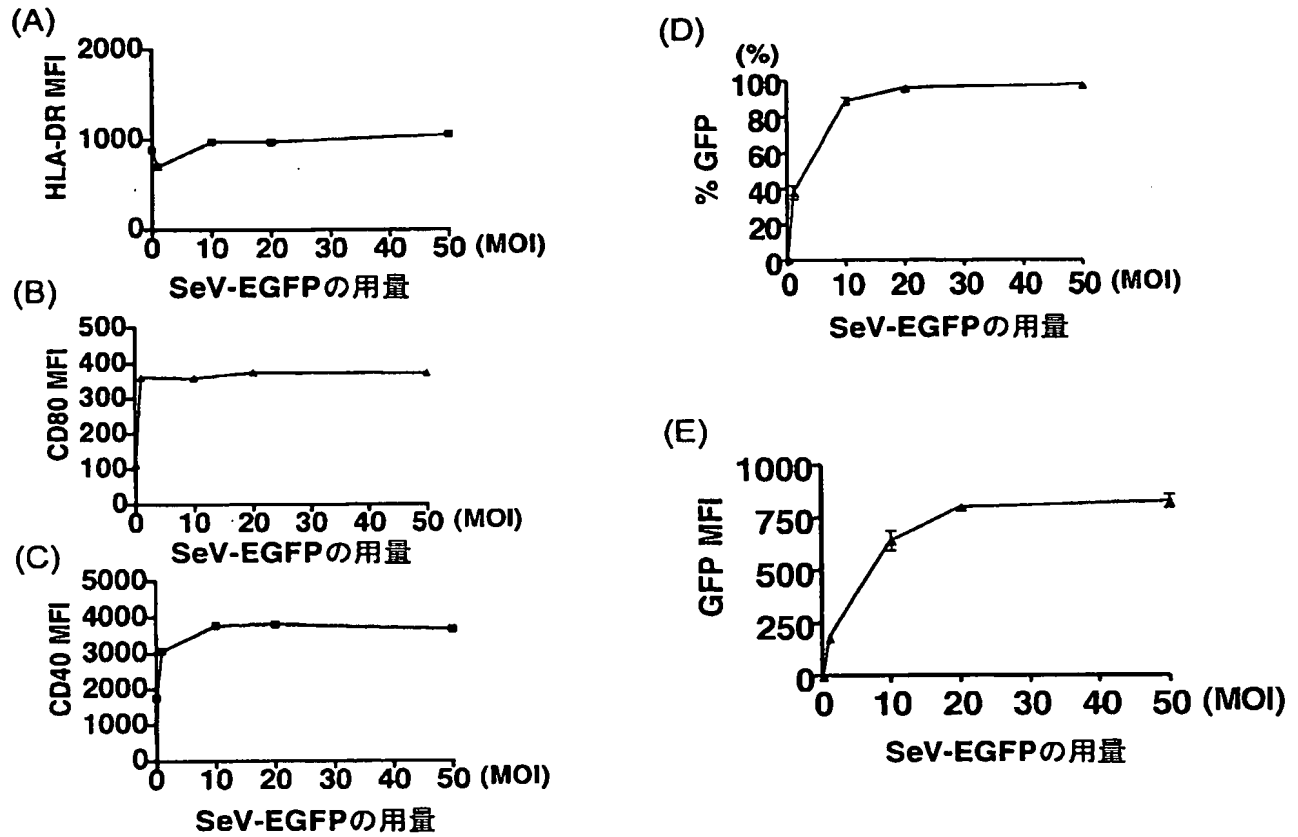 (A)
HLA-DR MFI
2000
1000
0
0 10 20 30 40 50 (MOI)
SeV-EGFPの用量
(B)
CD80 MFI
500
400
300
200
100
0
0 10 20 30 40 50 (MOI)
SeV-EGFPの用量
(C)
CD40 MFI
5000
4000
3000
2000
1000
0
0 10 20 30 40 50 (MOI)
SeV-EGFPの用量
(D)
(%)
% GFP
100
80
60
40
20
0
0 10 20 30 40 50 (MOI)
SeV-EGFPの用量
(E)
GFP MFI
1000
750
500
250
0
0 10 20 30 40 50 (MOI)
SeV-EGFPの用量